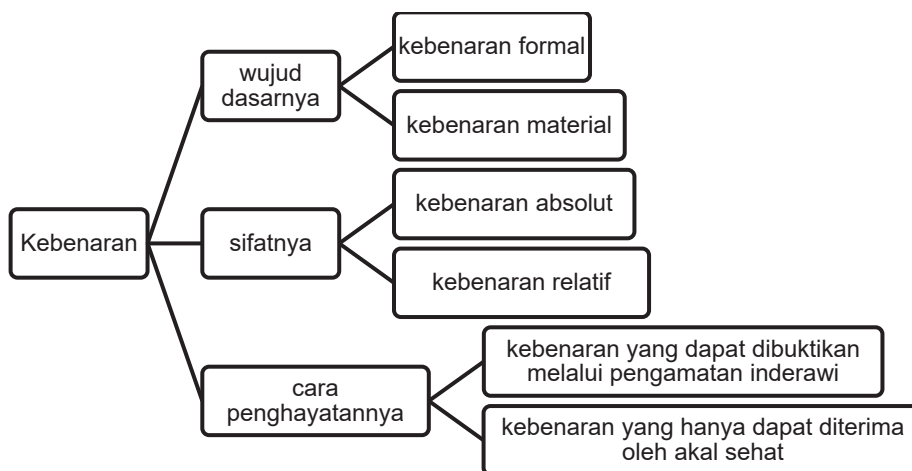 Kebenaran
wujud
dasarnya
kebenaran formal
kebenaran material
sifatnya
kebenaran absolut
kebenaran relatif
cara
penghayatannya
kebenaran yang dapat dibuktikan
melalui pengamatan inderawi
kebenaran yang hanya dapat diterima
oleh akal sehat